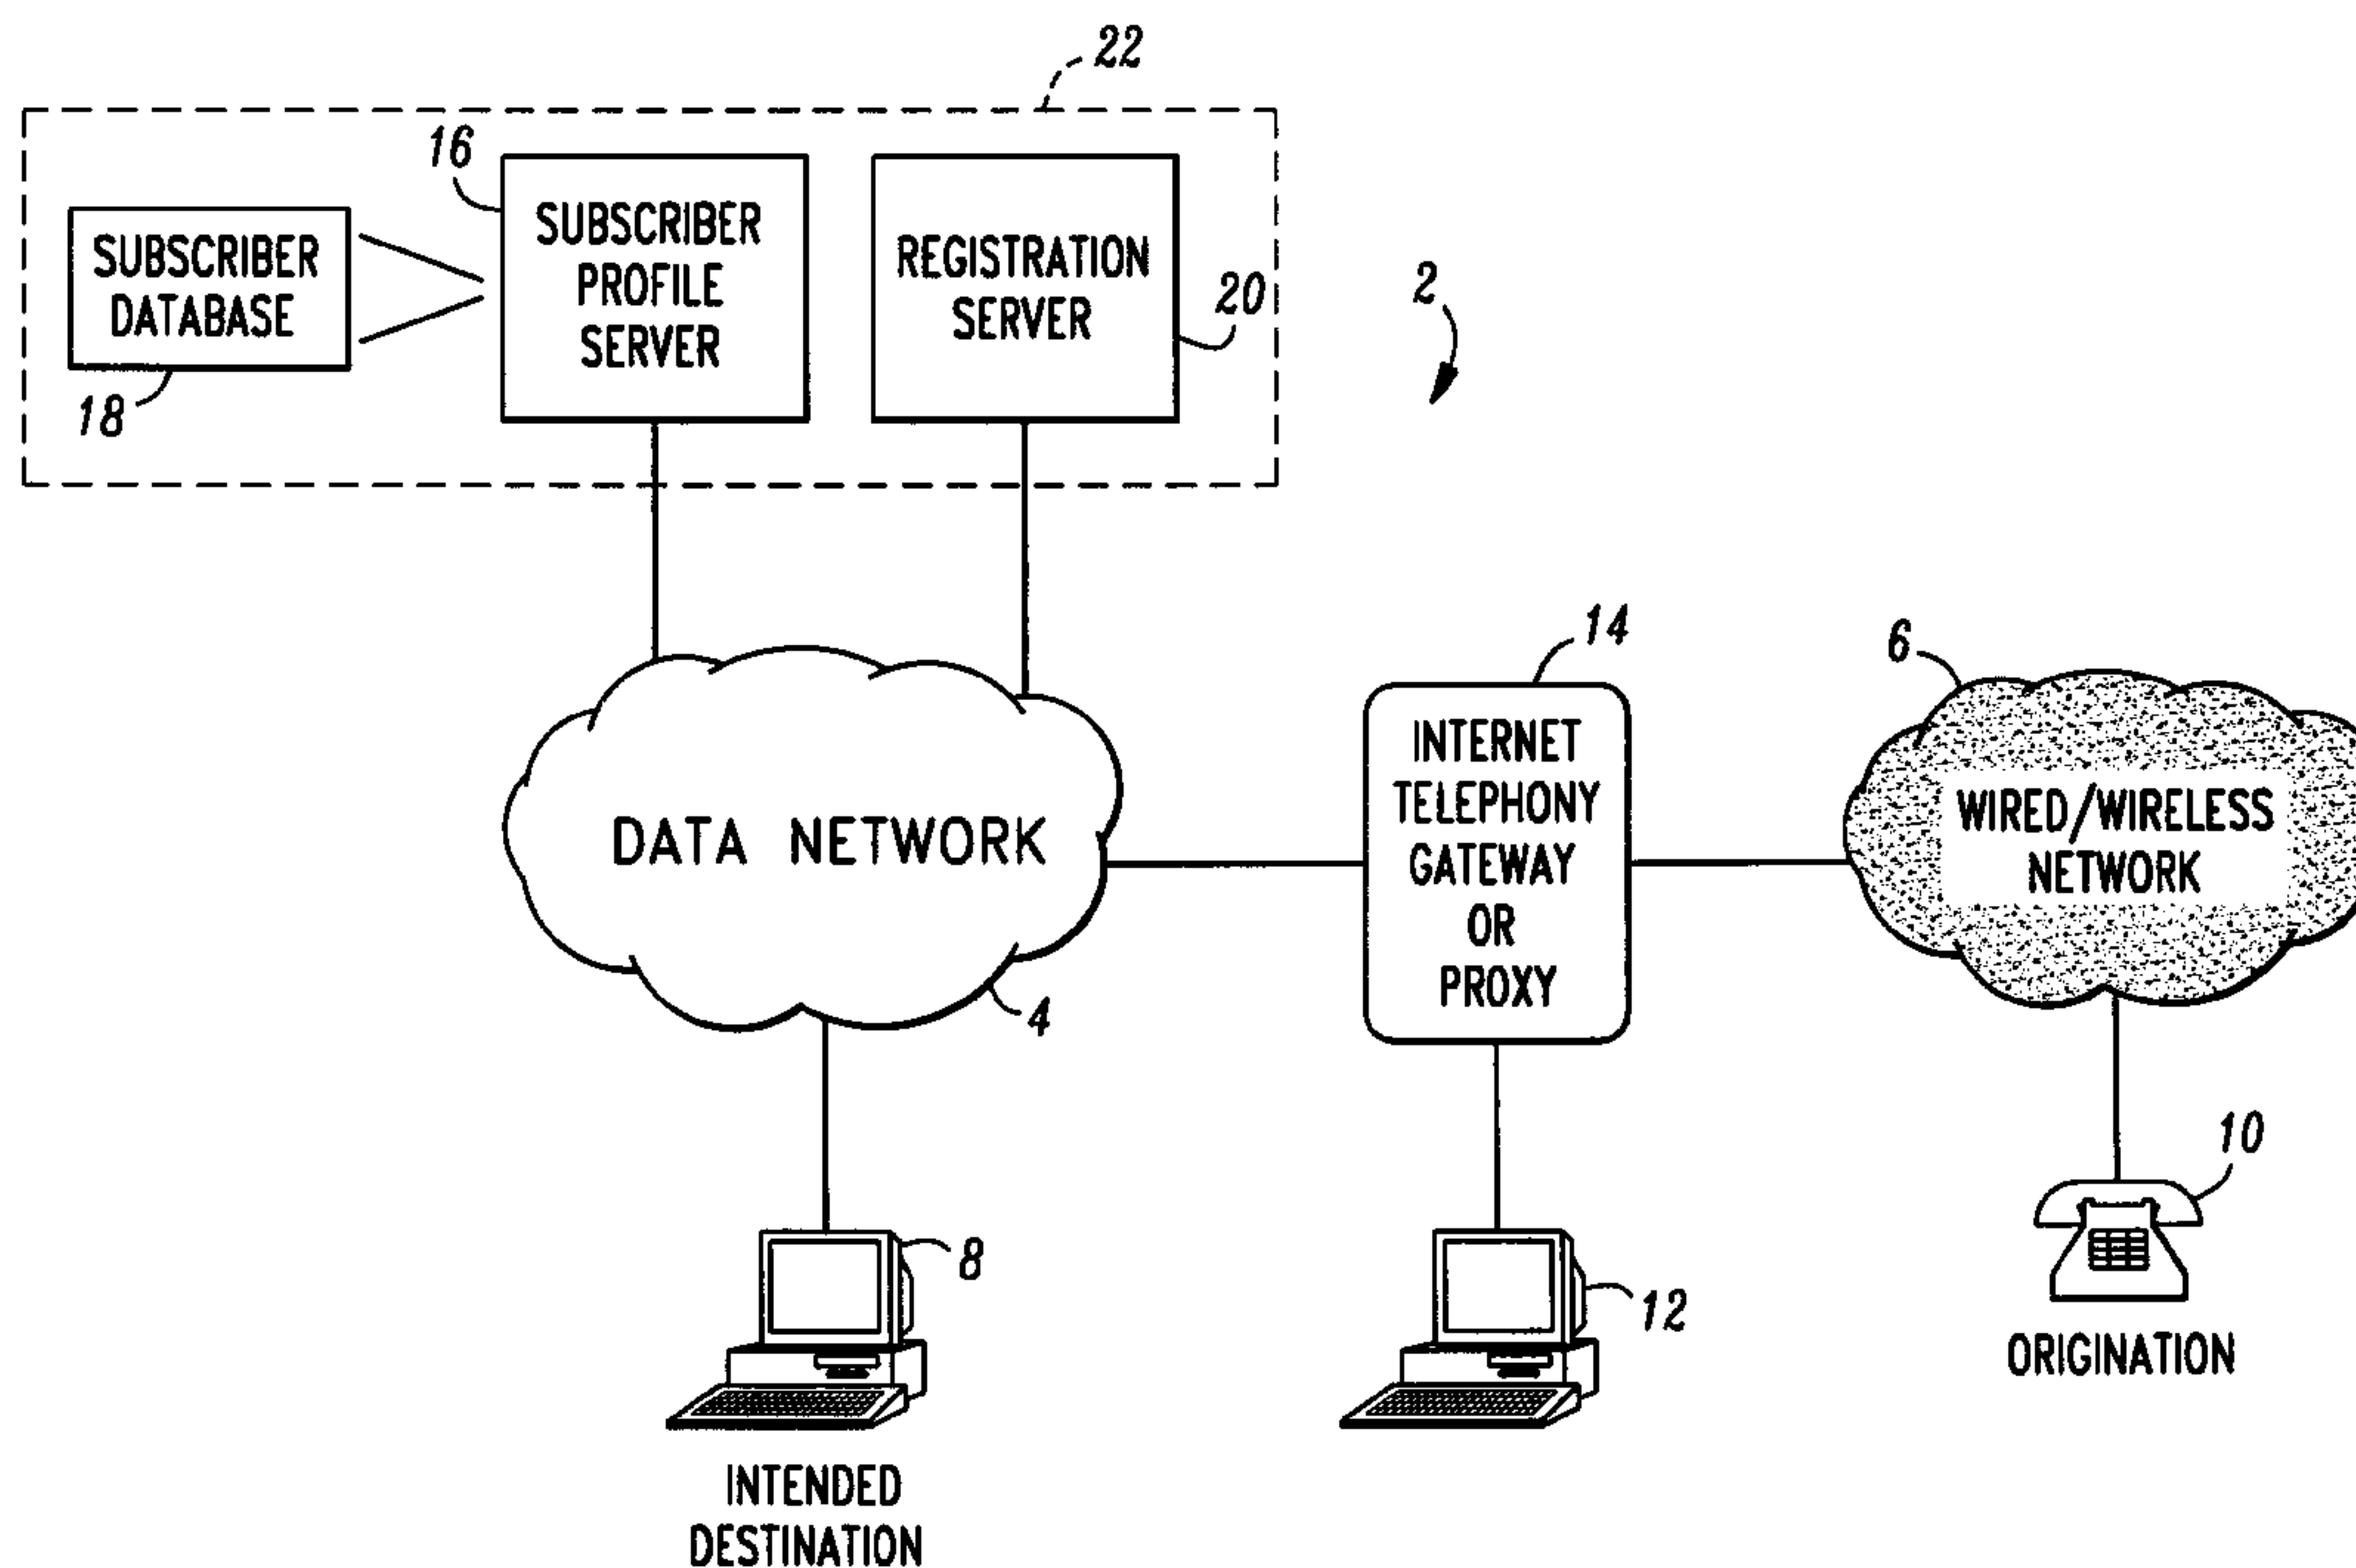 22
16
SUBSCRIBER
PROFILE
SERVER
REGISTRATION
SERVER
20
SUBSCRIBER
DATABASE
18
2
14
6
INTERNET
TELEPHONY
GATEWAY
OR
PROXY
WIRED/WIRELESS
NETWORK
DATA NETWORK
4
10
8
12
ORIGINATION
INTENDED
DESTINATION